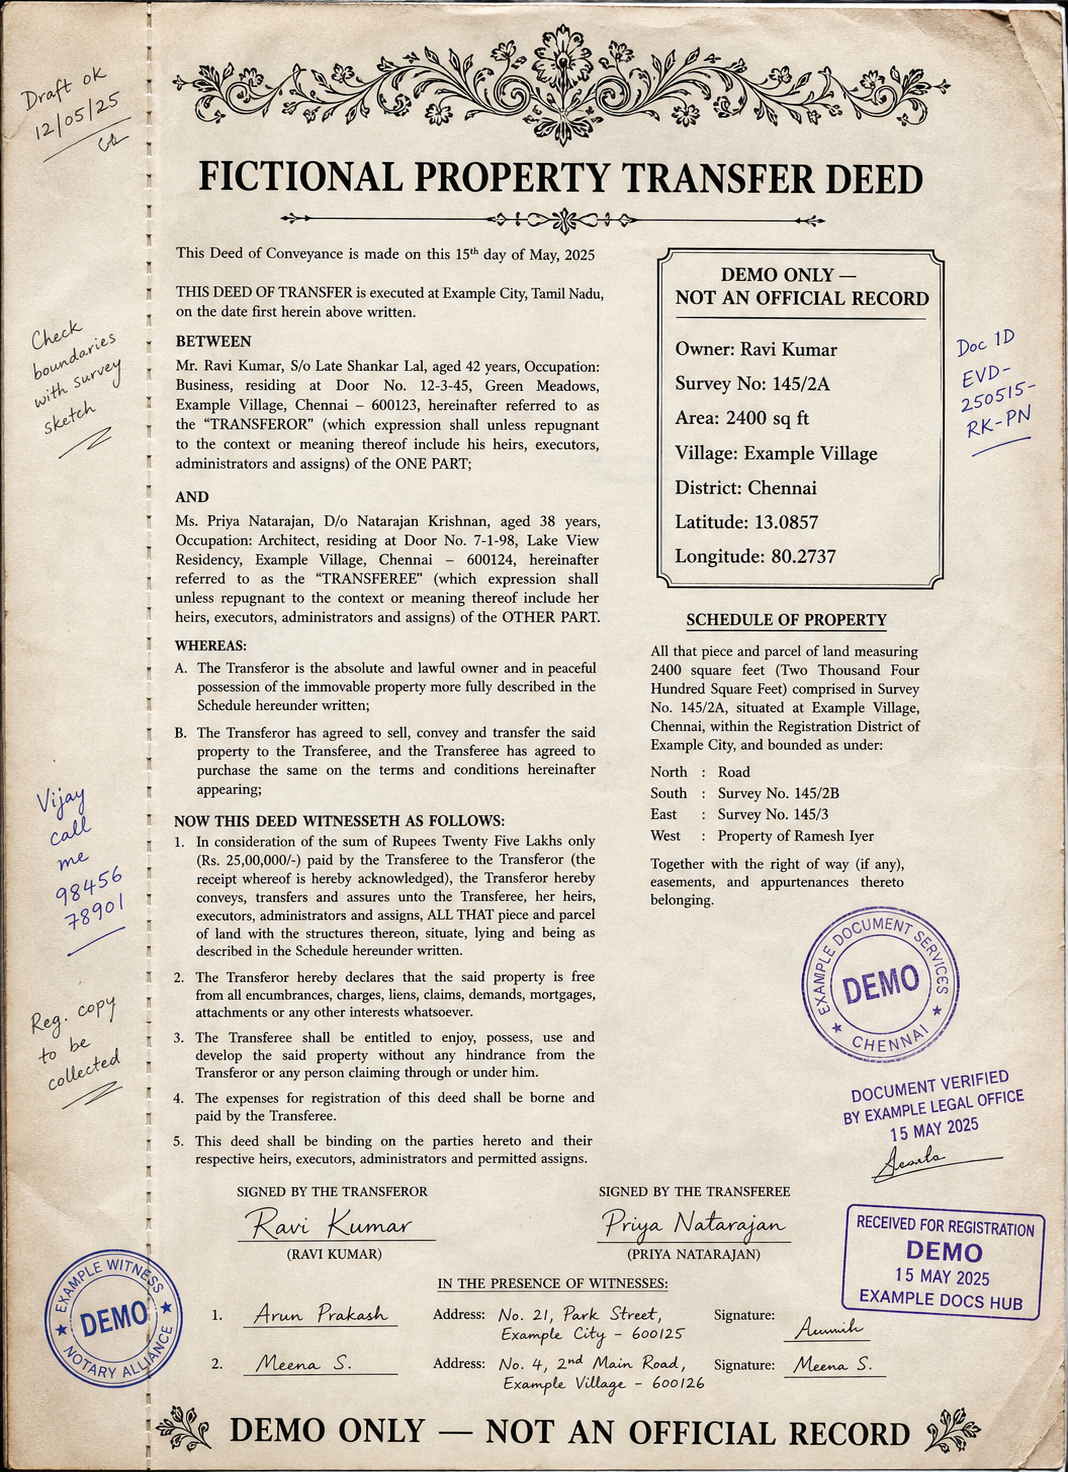 Draft ok
12/05/25
FICTIONAL PROPERTY TRANSFER DEED
This Deed of Conveyance is made on this 15th day of May, 2025
THIS DEED OF TRANSFER is executed at Example City, Tamil Nadu,
on the date first herein above written.
BETWEEN
Mr. Ravi Kumar, S/o Late Shankar Lal, aged 42 years, Occupation:
Business, residing at Door No. 12-3-45, Green Meadows,
Example Village, Chennai – 600123, hereinafter referred to as
the “TRANSFEROR” (which expression shall unless repugnant
to the context or meaning thereof include his heirs, executors,
administrators and assigns) of the ONE PART;
AND
Ms. Priya Natarajan, D/o Natarajan Krishnan, aged 38 years,
Occupation: Architect, residing at Door No. 7-1-98, Lake View
Residency, Example Village, Chennai – 600124, hereinafter
referred to as the “TRANSFEREE” (which expression shall
unless repugnant to the context or meaning thereof include her
heirs, executors, administrators and assigns) of the OTHER PART.
WHEREAS:
A. The Transferor is the absolute and lawful owner and in peaceful
possession of the immovable property more fully described in the
Schedule hereunder written;
B. The Transferor has agreed to sell, convey and transfer the said
property to the Transferee, and the Transferee has agreed to
purchase the same on the terms and conditions hereinafter
appearing;
NOW THIS DEED WITNESSETH AS FOLLOWS:
1. In consideration of the sum of Rupees Twenty Five Lakhs only
(Rs. 25,00,000/-) paid by the Transferee to the Transferor (the
receipt whereof is hereby acknowledged), the Transferor hereby
conveys, transfers and assures unto the Transferee, her heirs,
executors, administrators and assigns, ALL THAT piece and parcel
of land with the structures thereon, situate, lying and being as
described in the Schedule hereunder written.
2. The Transferor hereby declares that the said property is free
from all encumbrances, charges, liens, claims, demands, mortgages,
attachments or any other interests whatsoever.
3. The Transferee shall be entitled to enjoy, possess, use and
develop the said property without any hindrance from the
Transferor or any person claiming through or under him.
4. The expenses for registration of this deed shall be borne and
paid by the Transferee.
5. This deed shall be binding on the parties hereto and their
respective heirs, executors, administrators and permitted assigns.
DEMO ONLY —
NOT AN OFFICIAL RECORD
Owner: Ravi Kumar
Survey No: 145/2A
Area: 2400 sq ft
Village: Example Village
District: Chennai
Latitude: 13.0857
Longitude: 80.2737
SCHEDULE OF PROPERTY
All that piece and parcel of land measuring
2400 square feet (Two Thousand Four
Hundred Square Feet) comprised in Survey
No. 145/2A, situated at Example Village,
Chennai, within the Registration District of
Example City, and bounded as under:
North : Road
South : Survey No. 145/2B
East : Survey No. 145/3
West : Property of Ramesh Iyer
Together with the right of way (if any),
easements, and appurtenances thereto
belonging.
Check
boundaries
with survey
sketch
Doc ID
EVD-
250515-
RK-PN
Vijay
call
me
98456
78901
Reg. copy
to be
collected
EXAMPLE DOCUMENT SERVICES
DEMO
CHENNAI
DOCUMENT VERIFIED
BY EXAMPLE LEGAL OFFICE
15 MAY 2025
SIGNED BY THE TRANSFEROR
Ravi Kumar
(RAVI KUMAR)
SIGNED BY THE TRANSFEREE
Priya Natarajan
(PRIYA NATARAJAN)
RECEIVED FOR REGISTRATION
DEMO
15 MAY 2025
EXAMPLE DOCS HUB
EXAMPLE WITNESS
DEMO
NOTARY ALLIANCE
IN THE PRESENCE OF WITNESSES:
1. Arun Prakash Address: No. 21, Park Street, Signature:
Example City - 600125
2. Meena S. Address: No. 4, 2nd Main Road, Signature: Meena S.
Example Village - 600126
DEMO ONLY — NOT AN OFFICIAL RECORD